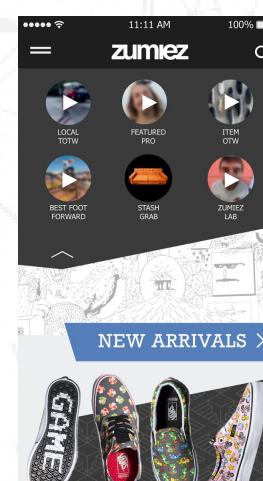 11:11 AM
100%
zumiez
LOCAL
TOTW
FEATURED
PRO
ITEM
OTW
BEST FOOT
FORWARD
STASH
GRAB
ZUMIEZ
LAB
NEW ARRIVALS
GAME